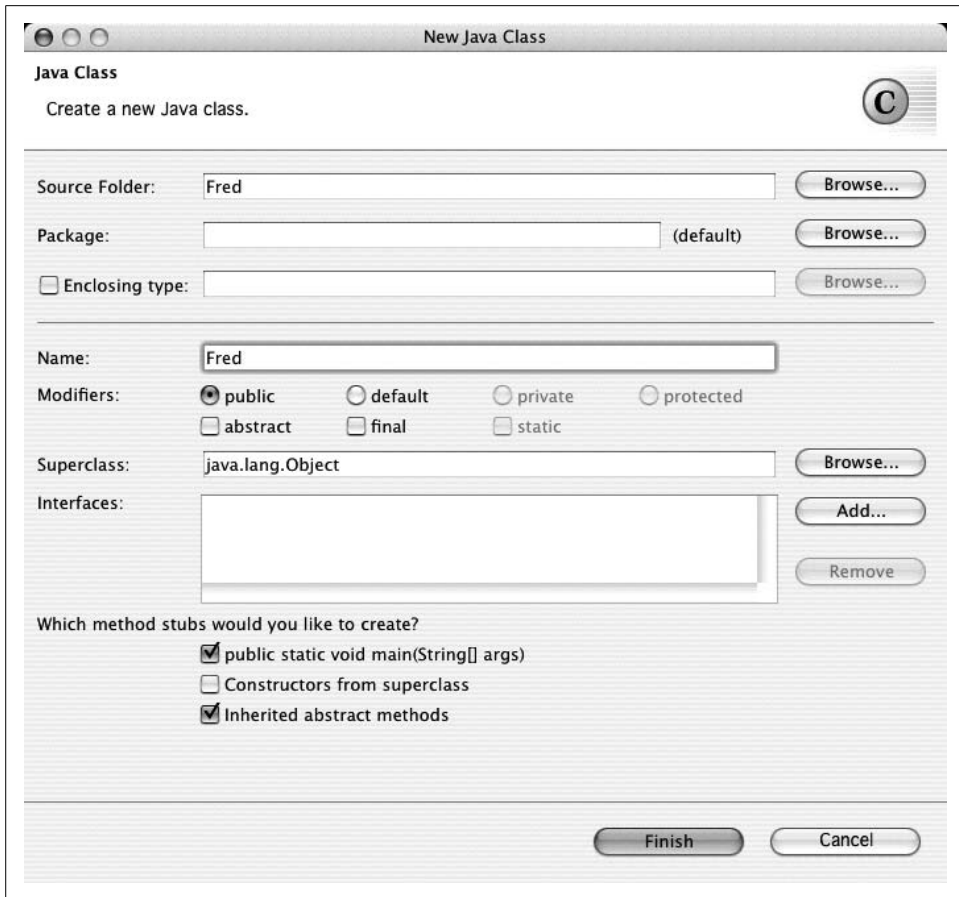 New Java Class
Java Class
Create a new Java class.
C
Source Folder: Fred Browse...
Package: (default) Browse...
Enclosing type: Browse...
Name: Fred
Modifiers: public default private protected
abstract final static
Superclass: java.lang.Object Browse...
Interfaces: Add...
Remove
Which method stubs would you like to create?
public static void main(String[] args)
Constructors from superclass
Inherited abstract methods
Finish Cancel